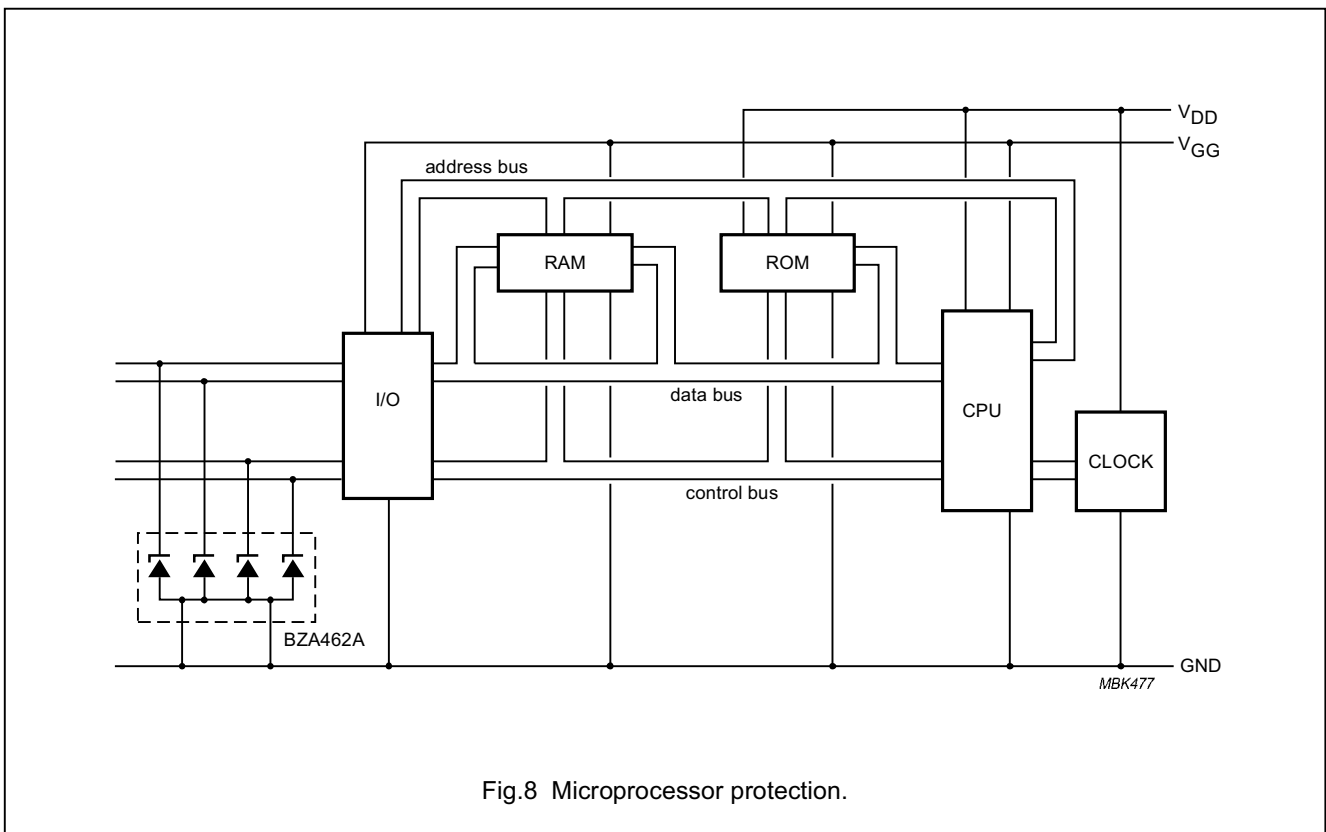 V_DD
V_GG
address bus
RAM
ROM
I/O
data bus
CPU
CLOCK
control bus
BZA462A
GND
MBK477
Fig.8 Microprocessor protection.